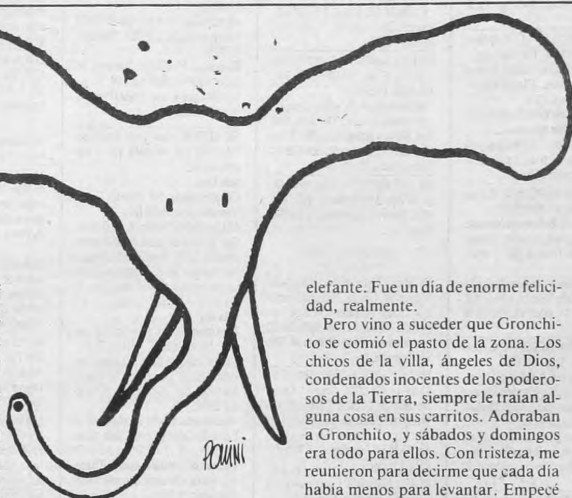 elefante. Fue un día de enorme felici-
dad, realmente.
Pero vino a suceder que Gronchi-
to se comió el pasto de la zona. Los
chicos de la villa, ángeles de Dios,
condenados inocentes de los podero-
sos de la Tierra, siempre le traían al-
guna cosa en sus carritos. Adoraban
a Gronchito, y sábados y domingos
era todo para ellos. Con tristeza, me
reunieron para decirme que cada día
había menos para levantar. Empecé